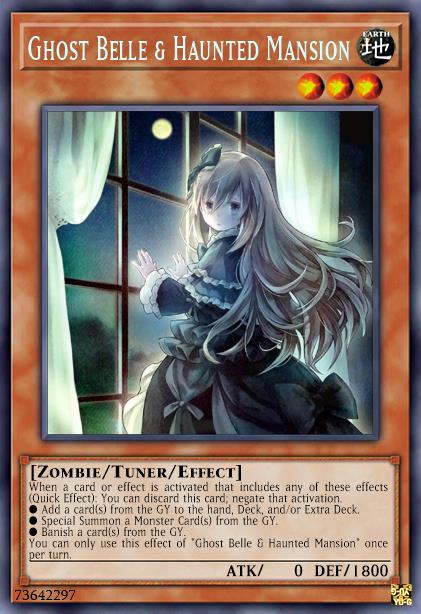 GHOST BELLE & HAUNTED MANSION
EARTH
地
[ZOMBIE/TUNER/EFFECT]
When a card or effect is activated that includes any of these effects
(Quick Effect): You can discard this card; negate that activation.
● Add a card(s) from the GY to the hand, Deck, and/or Extra Deck.
● Special Summon a Monster Card(s) from the GY.
● Banish a card(s) from the GY.
You can only use this effect of "Ghost Belle & Haunted Mansion" once
per turn.
ATK/ 0 DEF/1800
73642297